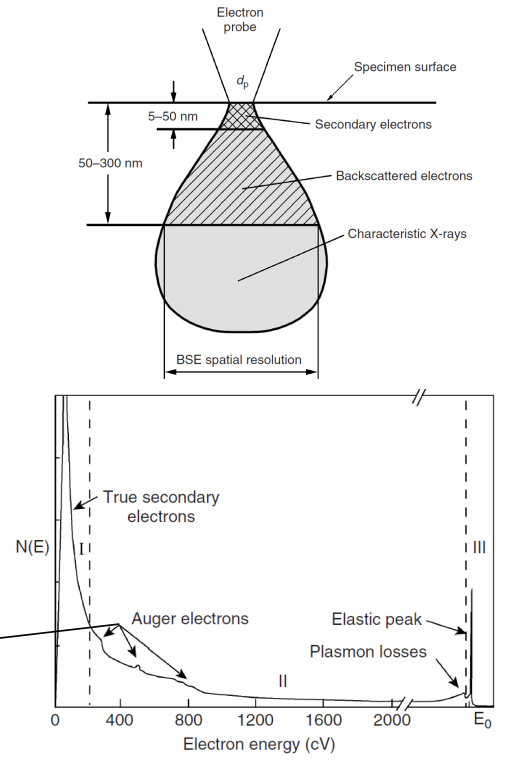 Electron
probe
dp
Specimen surface
5–50 nm
Secondary electrons
50–300 nm
Backscattered electrons
Characteristic X-rays
BSE spatial resolution
True secondary
electrons
N(E)
I
III
Auger electrons
Elastic peak
Plasmon losses
II
0
400
800
1200
1600
2000
E0
Electron energy (cV)